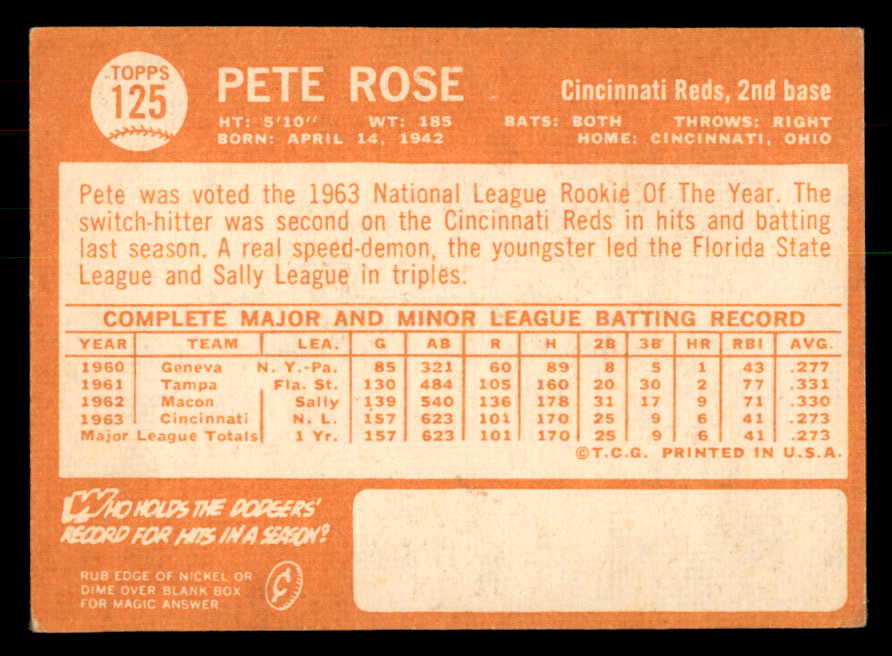 TOPPS
125
PETE ROSE
Cincinnati Reds, 2nd base
HT: 5'10" WT: 185 BATS: BOTH THROWS: RIGHT
BORN: APRIL 14, 1942 HOME: CINCINNATI, OHIO
Pete was voted the 1963 National League Rookie Of The Year. The
switch-hitter was second on the Cincinnati Reds in hits and batting
last season. A real speed-demon, the youngster led the Florida State
League and Sally League in triples.
COMPLETE MAJOR AND MINOR LEAGUE BATTING RECORD
YEAR TEAM LEA. G AB R H 2B 3B HR RBI AVG.
1960 Geneva N. Y.-Pa. 85 321 60 89 8 5 1 43 .277
1961 Tampa Fla. St. 130 484 105 160 20 30 2 77 .331
1962 Macon Sally 139 540 136 178 31 17 9 71 .330
1963 Cincinnati N. L. 157 623 101 170 25 9 6 41 .273
Major League Totals 1 Yr. 157 623 101 170 25 9 6 41 .273
©T.C.G. PRINTED IN U.S.A.
WHO HOLDS THE DODGERS'
RECORD FOR HITS IN A SEASON?
RUB EDGE OF NICKEL OR
DIME OVER BLANK BOX
FOR MAGIC ANSWER
¢